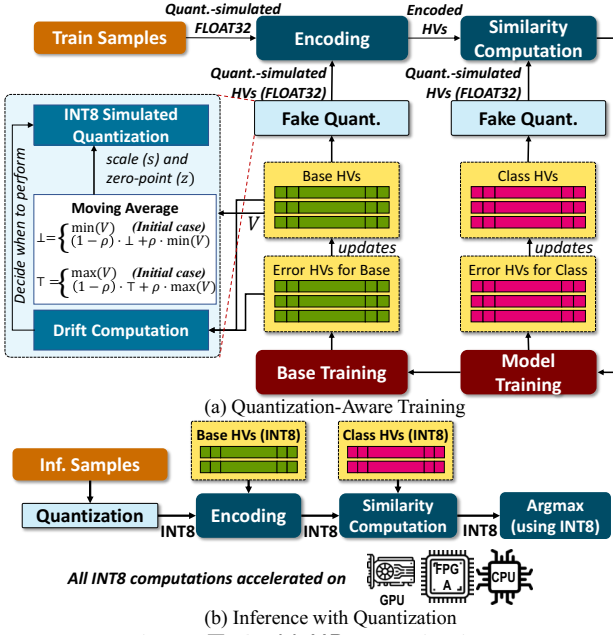 Quant.-simulated
FLOAT32
Encoded
HVs
Train Samples
Encoding
Similarity
Computation
Quant.-simulated
HVs (FLOAT32)
Quant.-simulated
HVs (FLOAT32)
INT8 Simulated
Quantization
Fake Quant.
Fake Quant.
Decide when to perform
scale (s) and
zero-point (z)
Base HVs
Class HVs
Moving Average
⊥={ min(V) (Initial case)
(1 − ρ) · ⊥ + ρ · min(V)
V
updates
updates
⊤={ max(V) (Initial case)
(1 − ρ) · ⊤ + ρ · max(V)
Error HVs for Base
Error HVs for Class
Drift Computation
Base Training
Model
Training
(a) Quantization-Aware Training
Base HVs (INT8)
Class HVs (INT8)
Inf. Samples
Quantization
INT8
Encoding
INT8
Similarity
Computation
INT8
Argmax
(using INT8)
All INT8 computations accelerated on
GPU
FPG
A
CPU
(b) Inference with Quantization